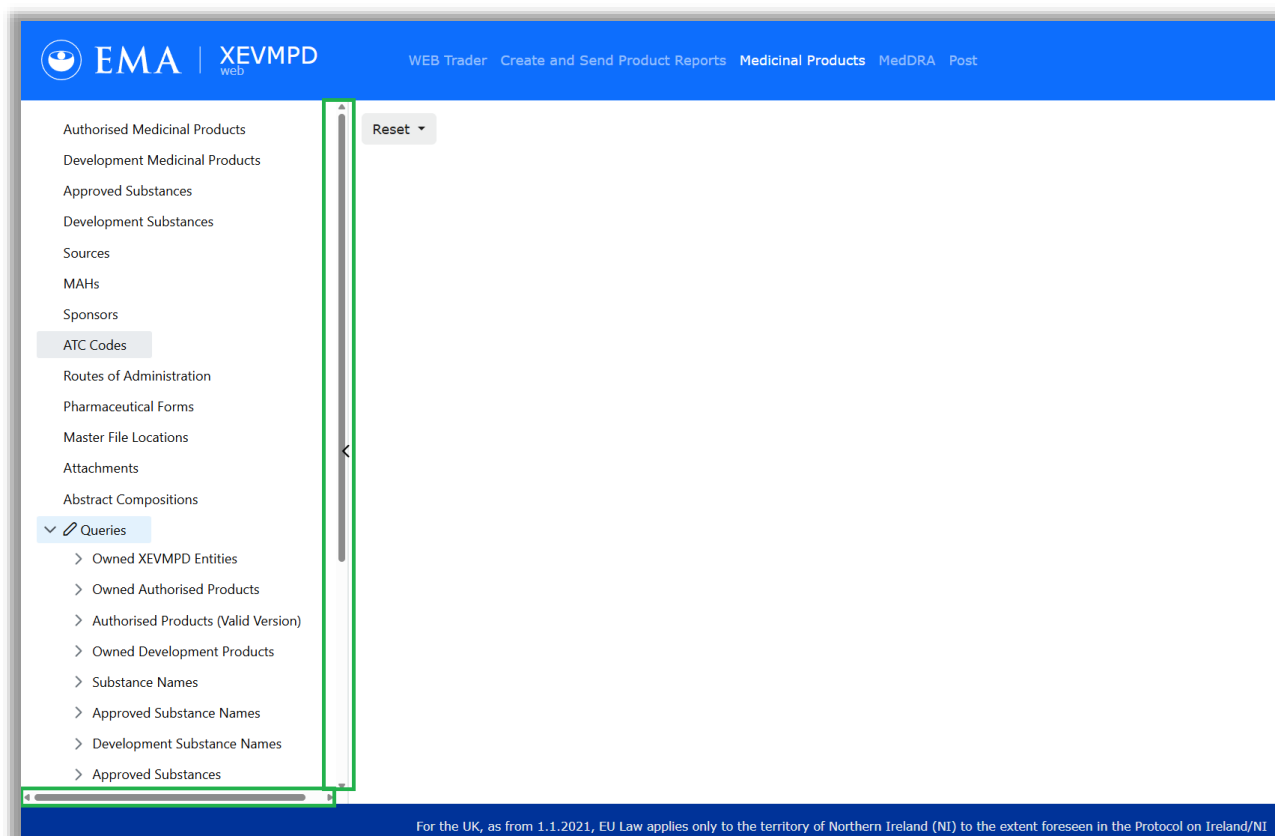 EMA XEVMPD
web
WEB Trader Create and Send Product Reports Medicinal Products MedDRA Post
Reset
Authorised Medicinal Products
Development Medicinal Products
Approved Substances
Development Substances
Sources
MAHs
Sponsors
ATC Codes
Routes of Administration
Pharmaceutical Forms
Master File Locations
Attachments
Abstract Compositions
Queries
Owned XEVMPD Entities
Owned Authorised Products
Authorised Products (Valid Version)
Owned Development Products
Substance Names
Approved Substance Names
Development Substance Names
Approved Substances
For the UK, as from 1.1.2021, EU Law applies only to the territory of Northern Ireland (NI) to the extent foreseen in the Protocol on Ireland/NI